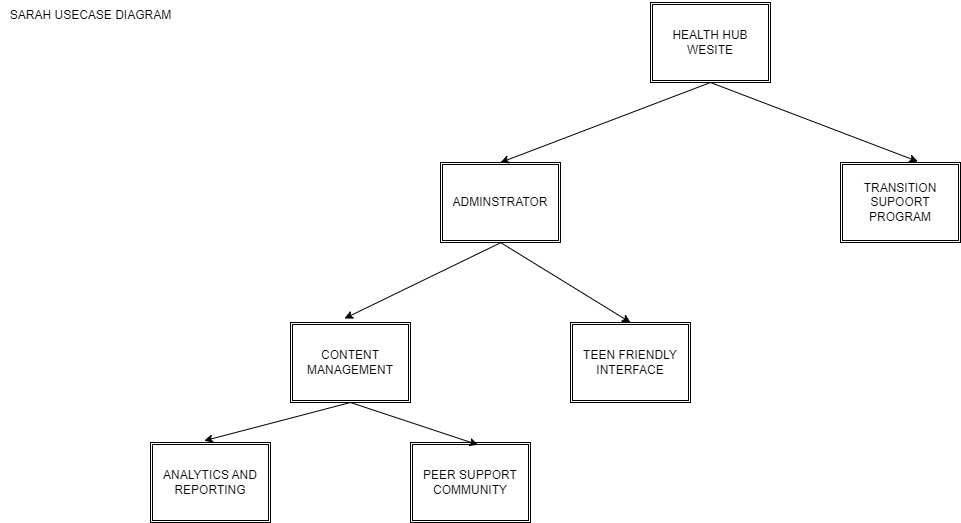 SARAH USECASE DIAGRAM
HEALTH HUB
WESITE
ADMINSTRATOR
TRANSITION
SUPOORT
PROGRAM
CONTENT
MANAGEMENT
TEEN FRIENDLY
INTERFACE
ANALYTICS AND
REPORTING
PEER SUPPORT
COMMUNITY